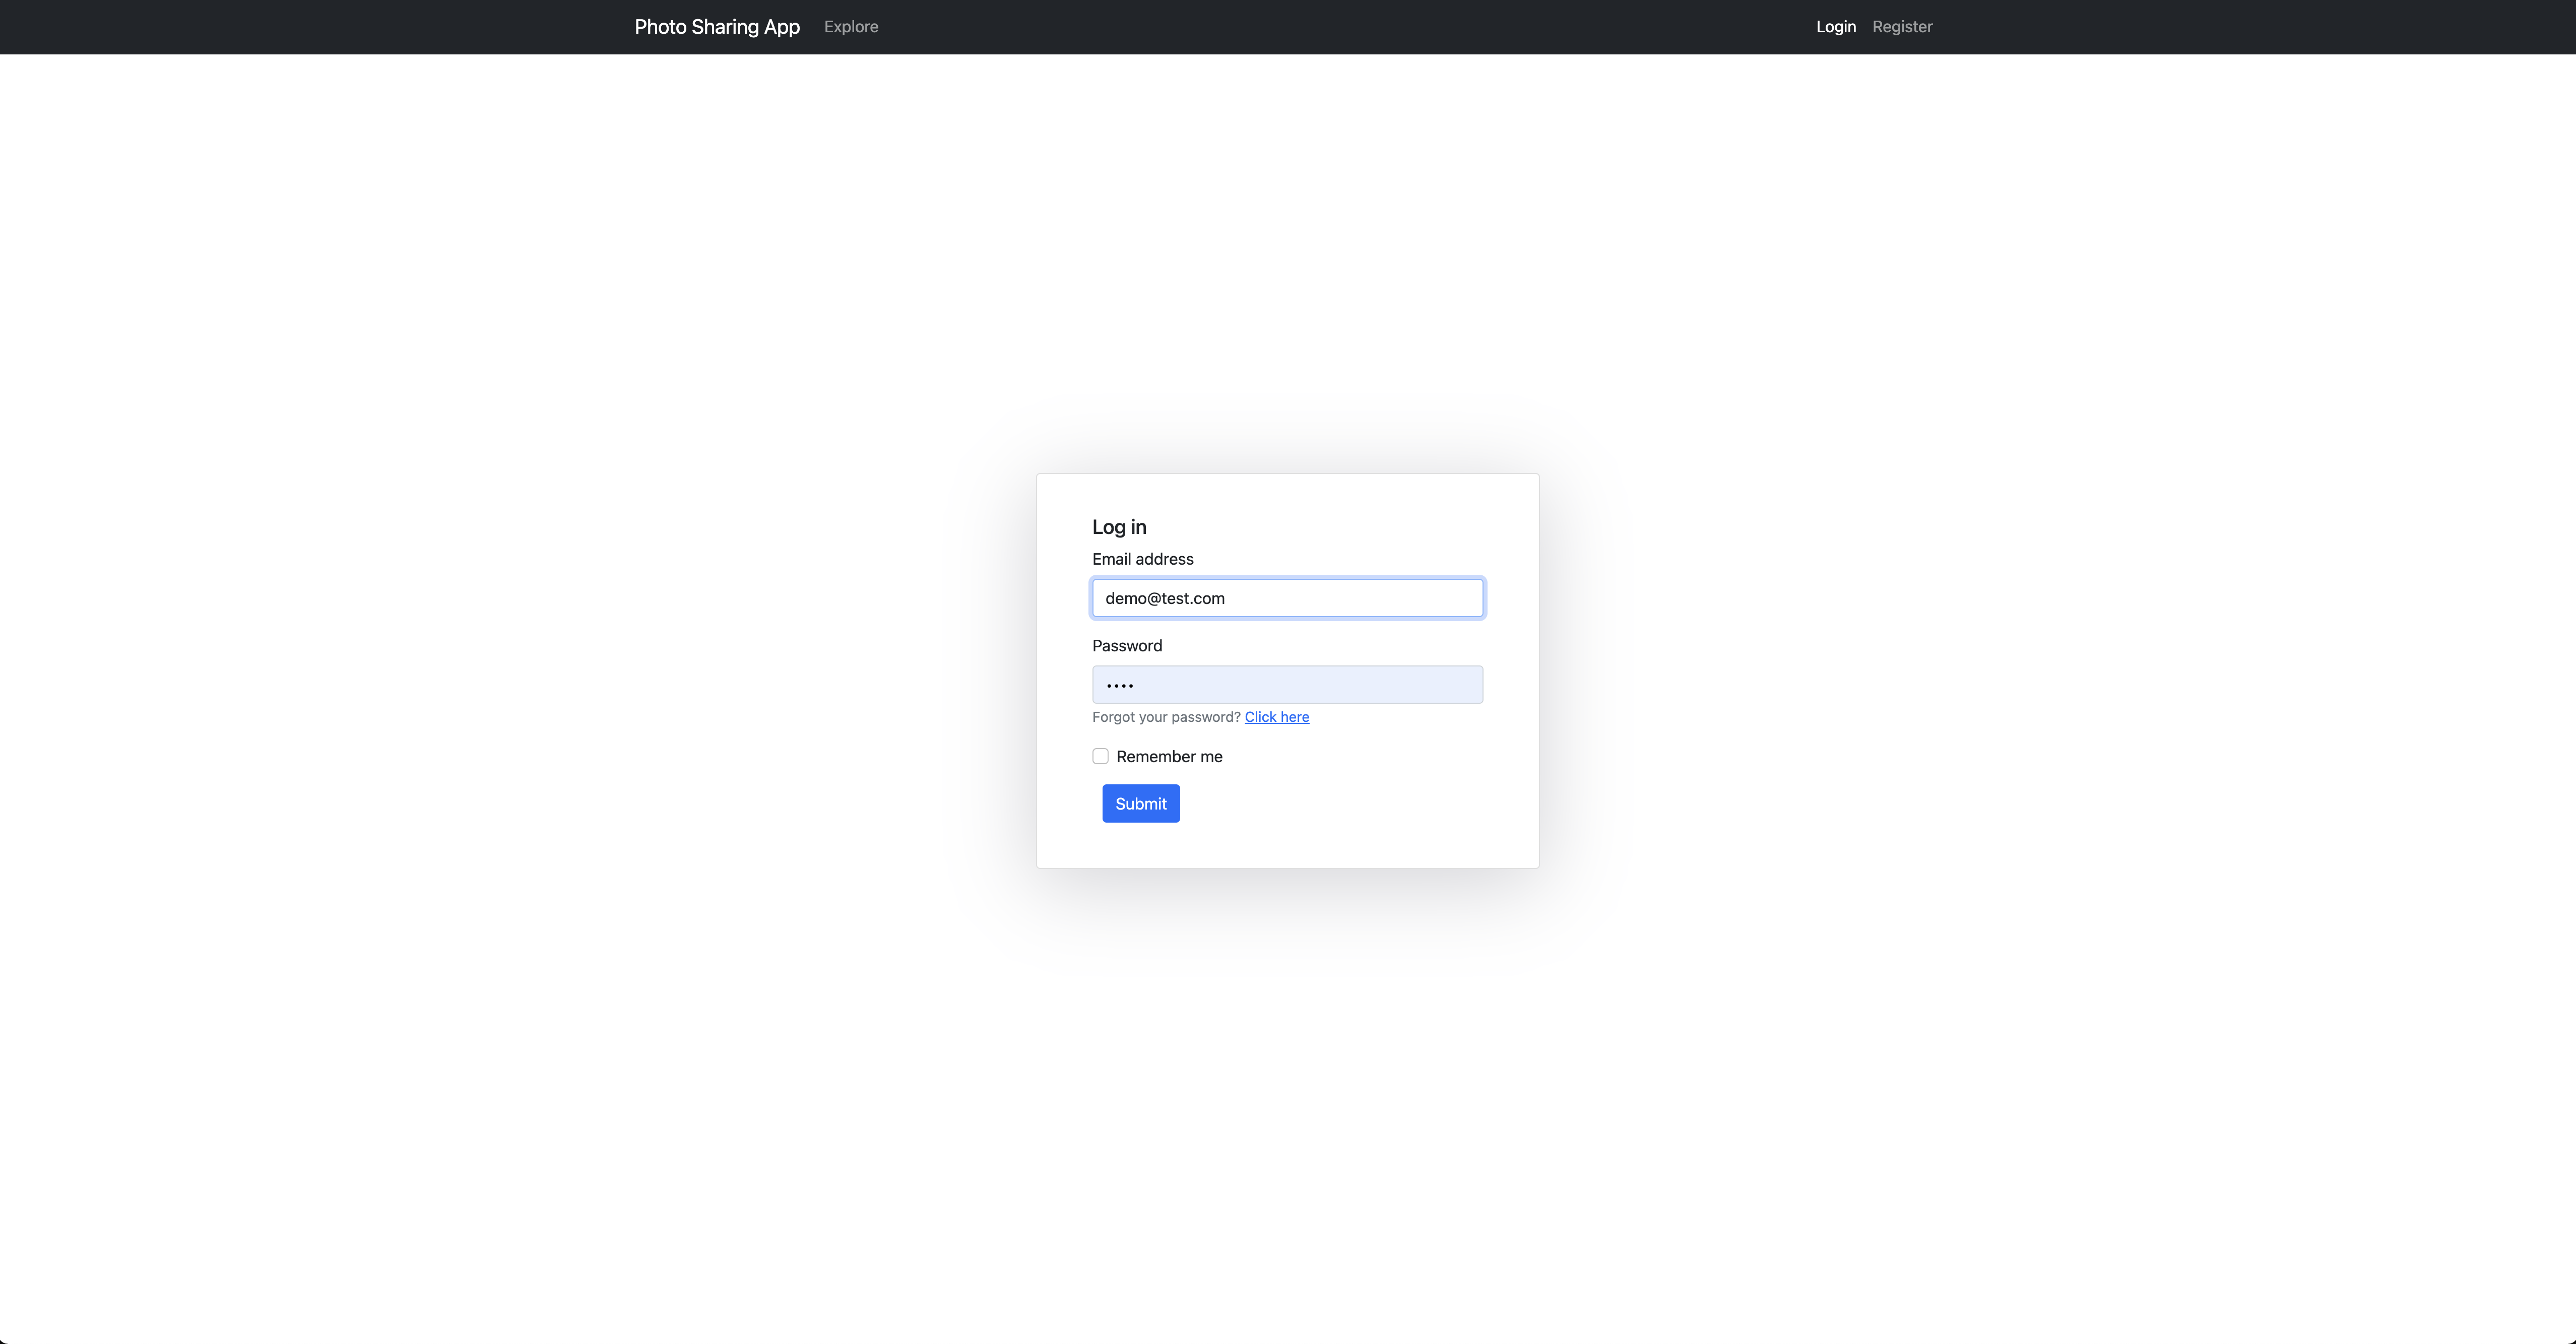 Photo Sharing App Explore Login Register
Log in
Email address
demo@test.com
Password
••••
Forgot your password? Click here
Remember me
Submit